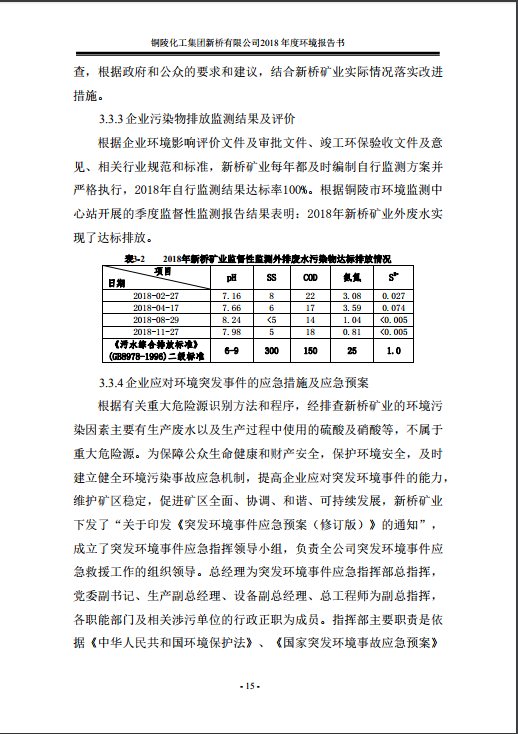 铜陵化工集团新桥有限公司2018 年度环境报告书
查，根据政府和公众的要求和建议，结合新桥矿业实际情况落实改进
措施。
3.3.3 企业污染物排放监测结果及评价
根据企业环境影响评价文件及审批文件、竣工环保验收文件及意
见、相关行业规范和标准，新桥矿业每年都及时编制自行监测方案并
严格执行，2018年自行监测结果达标率100%。根据铜陵市环境监测中
心站开展的季度监督性监测报告结果表明：2018年新桥矿业外废水实
现了达标排放。
表3-2 2018年新桥矿业监督性监测外排废水污染物达标排放情况
项目 pH SS COD 氨氮 S²⁻
日期
2018-02-27 7.16 8 22 3.08 0.027
2018-04-17 7.66 6 17 3.59 0.074
2018-08-29 8.24 <5 14 1.04 <0.005
2018-11-27 7.98 5 18 0.81 <0.005
《污水综合排放标准》
(GB8978-1996)二级标准 6-9 300 150 25 1.0
3.3.4 企业应对环境突发事件的应急措施及应急预案
根据有关重大危险源识别方法和程序，经排查新桥矿业的环境污
染因素主要有生产废水以及生产过程中使用的硫酸及硝酸等，不属于
重大危险源。为保障公众生命健康和财产安全，保护环境安全，及时
建立健全环境污染事故应急机制，提高企业应对突发环境事件的能力，
维护矿区稳定，促进矿区全面、协调、和谐、可持续发展，新桥矿业
下发了“关于印发《突发环境事件应急预案（修订版）》的通知”，
成立了突发环境事件应急指挥领导小组，负责全公司突发环境事件应
急救援工作的组织领导。总经理为突发环境事件应急指挥部总指挥，
党委副书记、生产副总经理、设备副总经理、总工程师为副总指挥，
各职能部门及相关涉污单位的行政正职为成员。指挥部主要职责是依
据《中华人民共和国环境保护法》、《国家突发环境事故应急预案》
- 15 -